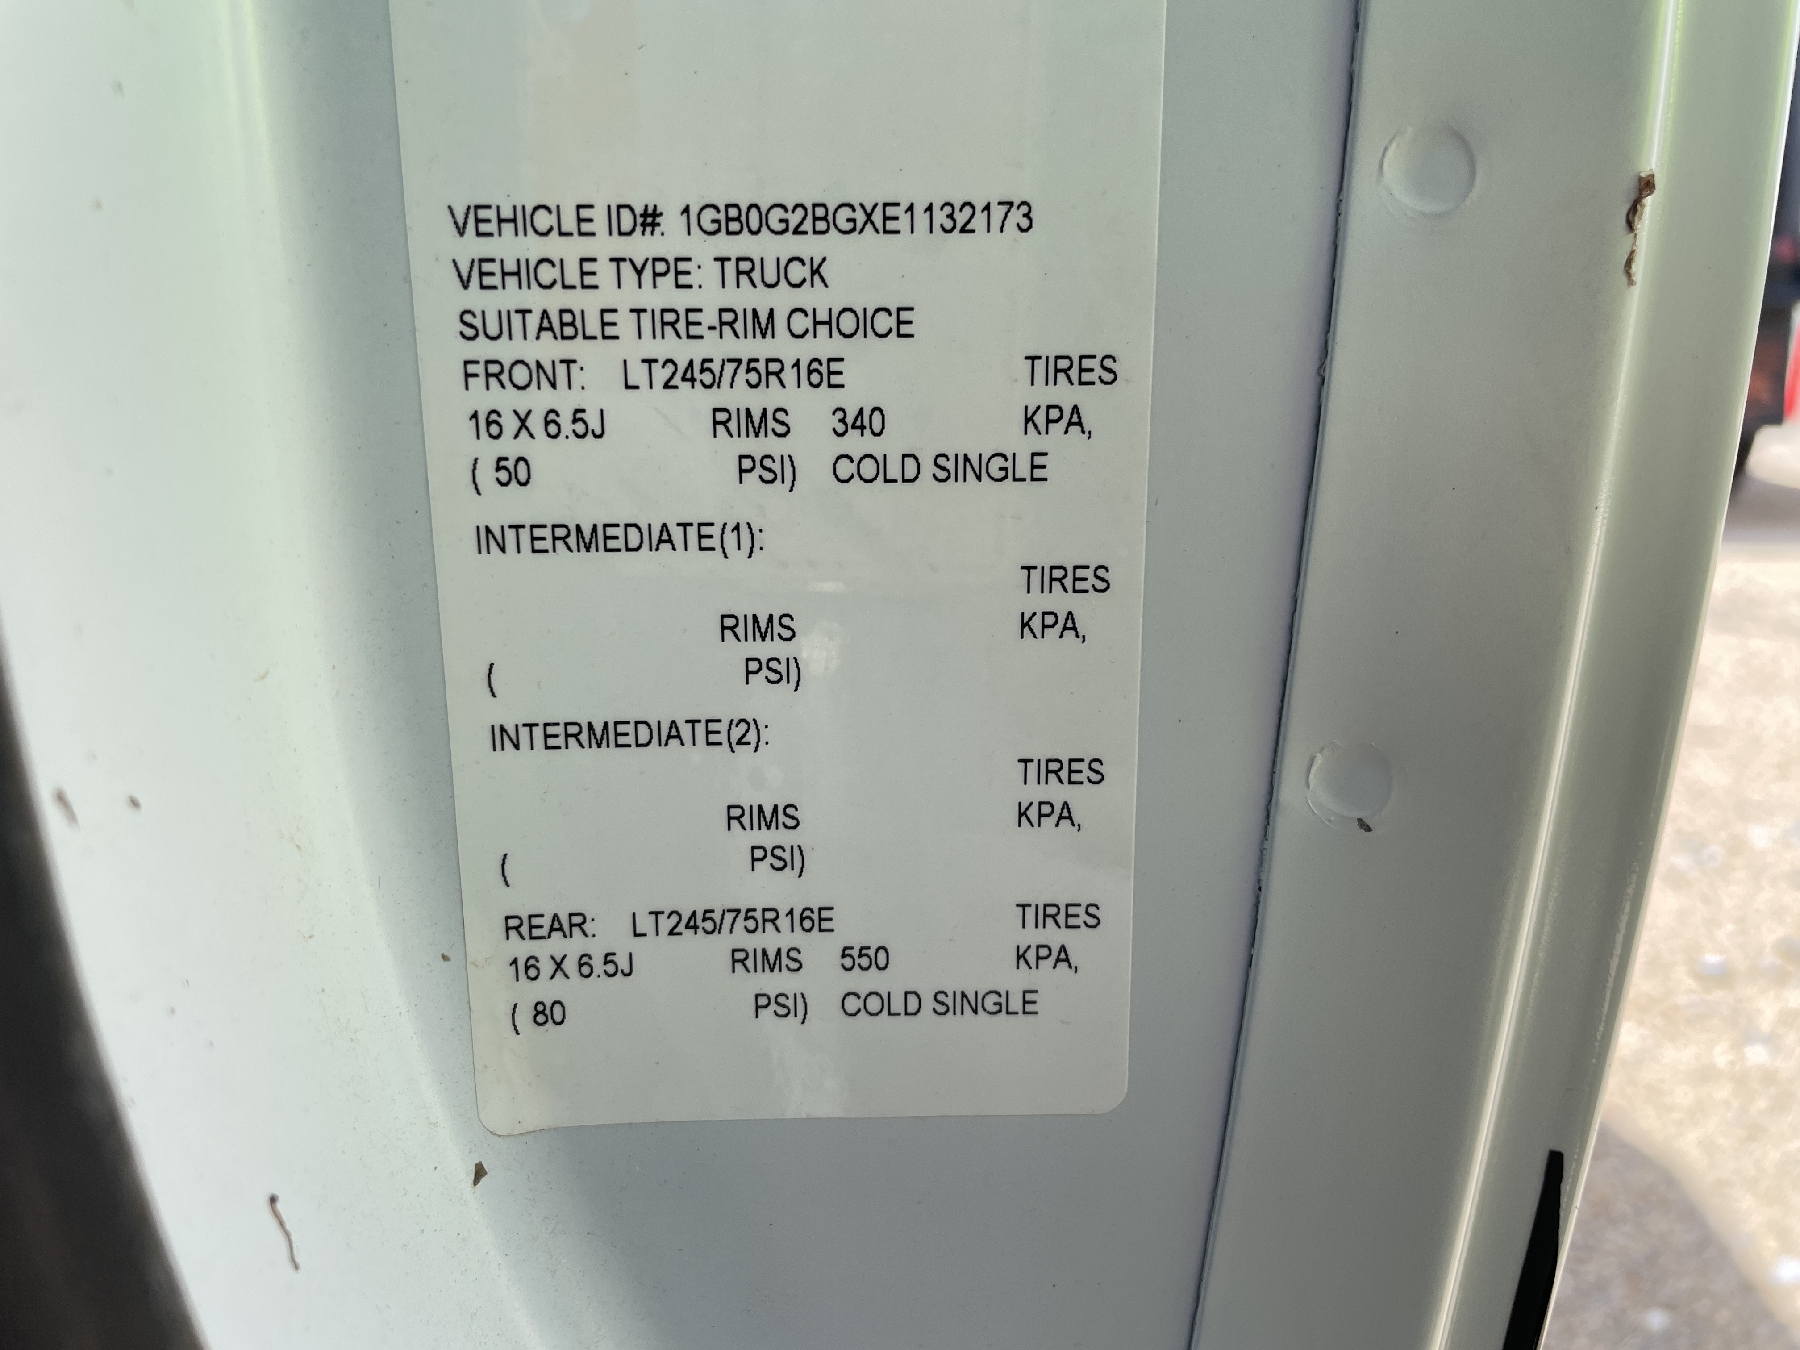 VEHICLE ID#: 1GB0G2BGXE1132173
VEHICLE TYPE: TRUCK
SUITABLE TIRE-RIM CHOICE
FRONT: LT245/75R16E TIRES
16 X 6.5J RIMS 340 KPA,
( 50 PSI) COLD SINGLE
INTERMEDIATE(1):
TIRES
RIMS KPA,
( PSI)
INTERMEDIATE(2):
TIRES
RIMS KPA,
( PSI)
REAR: LT245/75R16E TIRES
16 X 6.5J RIMS 550 KPA,
( 80 PSI) COLD SINGLE